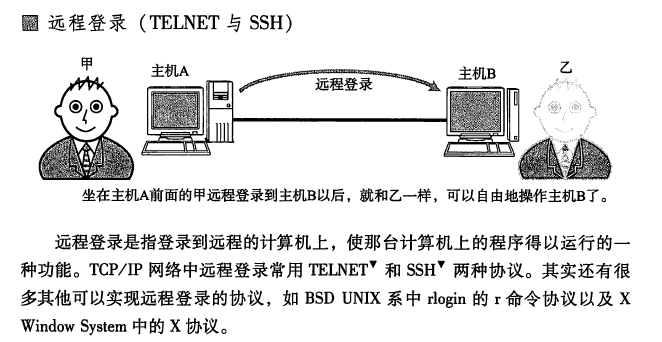 远程登录（TELNET 与 SSH）
甲
主机A
远程登录
主机B
乙
坐在主机A前面的甲远程登录到主机B以后，就和乙一样，可以自由地操作主机B了。
远程登录是指登录到远程的计算机上，使那台计算机上的程序得以运行的一
种功能。TCP/IP 网络中远程登录常用 TELNET▼ 和 SSH▼ 两种协议。其实还有很
多其他可以实现远程登录的协议，如 BSD UNIX 系中 rlogin 的 r 命令协议以及 X
Window System 中的 X 协议。